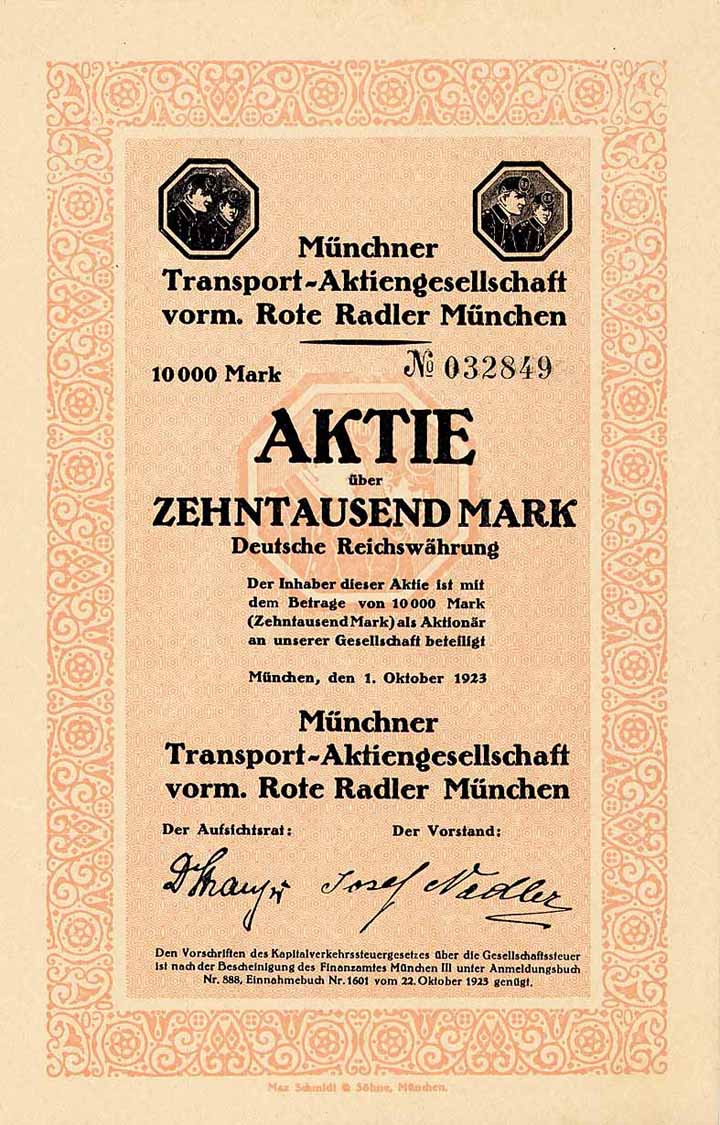 Münchner
Transport-Aktiengesellschaft
vorm. Rote Radler München
10 000 Mark
№ 032849
AKTIE
über
ZEHNTAUSEND MARK
Deutsche Reichswährung
Der Inhaber dieser Aktie ist mit
dem Betrage von 10 000 Mark
(Zehntausend Mark) als Aktionär
an unserer Gesellschaft beteiligt
München, den 1. Oktober 1923
Münchner
Transport-Aktiengesellschaft
vorm. Rote Radler München
Der Aufsichtsrat: Der Vorstand:
Josef Nadler
Den Vorschriften des Kapitalverkehrssteuergesetzes über die Gesellschaftssteuer
ist nach der Bescheinigung des Finanzamtes München III unter Anmeldungsbuch
Nr. 888, Einnahmebuch Nr. 1601 vom 22. Oktober 1923 genügt.
Max Schmidt & Söhne, München.